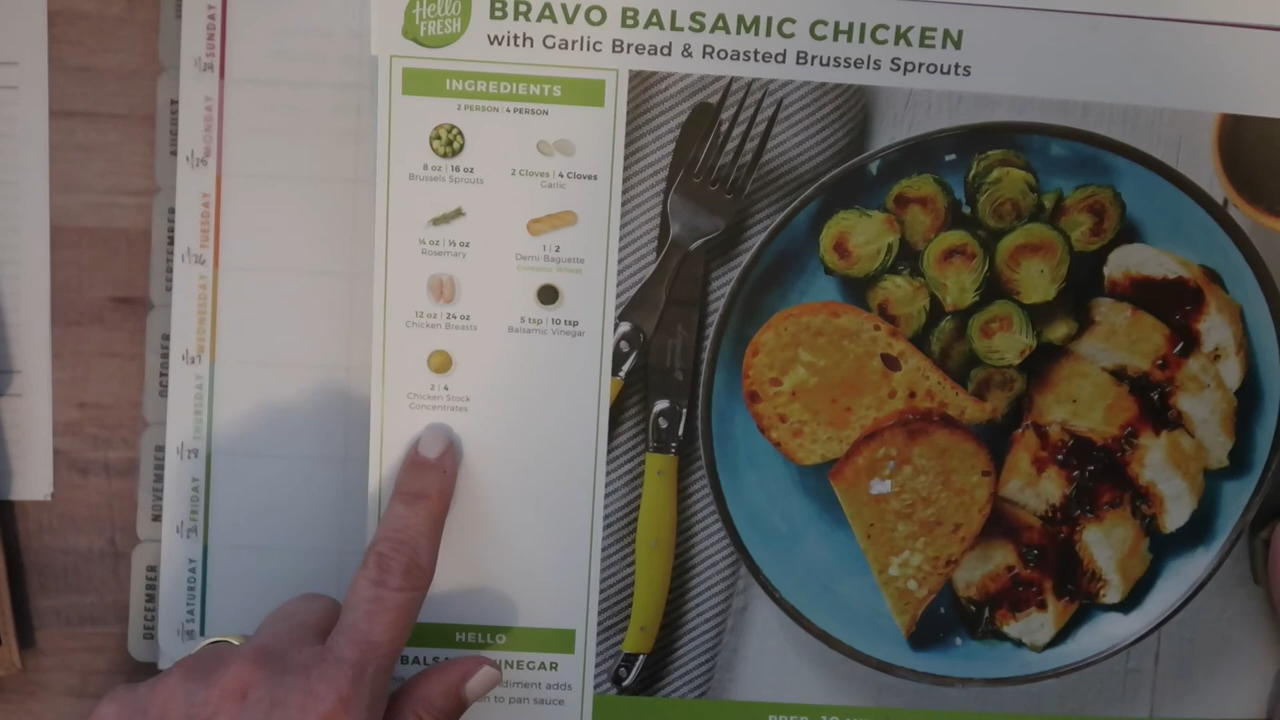 Hello
FRESH
BRAVO BALSAMIC CHICKEN
with Garlic Bread & Roasted Brussels Sprouts
INGREDIENTS
2 PERSON | 4 PERSON
8 oz | 16 oz
Brussels Sprouts
2 Cloves | 4 Cloves
Garlic
¼ oz | ½ oz
Rosemary
1 | 2
Demi-Baguette
Contains: Wheat
12 oz | 24 oz
Chicken Breasts
5 tsp | 10 tsp
Balsamic Vinegar
2 | 4
Chicken Stock
Concentrates
HELLO
VINEGAR
adds
to pan sauce.
SUNDAY
MONDAY
TUESDAY
WEDNESDAY
THURSDAY
FRIDAY
SATURDAY
AUGUST
SEPTEMBER
OCTOBER
NOVEMBER
DECEMBER